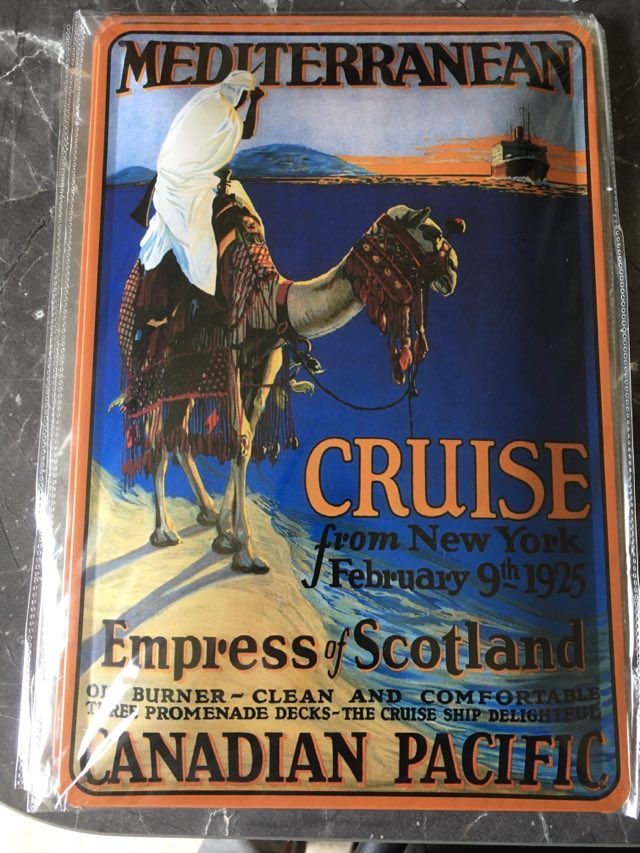 MEDITERRANEAN
CRUISE
from New York
February 9th 1925
Empress of Scotland
OIL BURNER~CLEAN AND COMFORTABLE
THREE PROMENADE DECKS~THE CRUISE SHIP DELIGHTFUL
CANADIAN PACIFIC